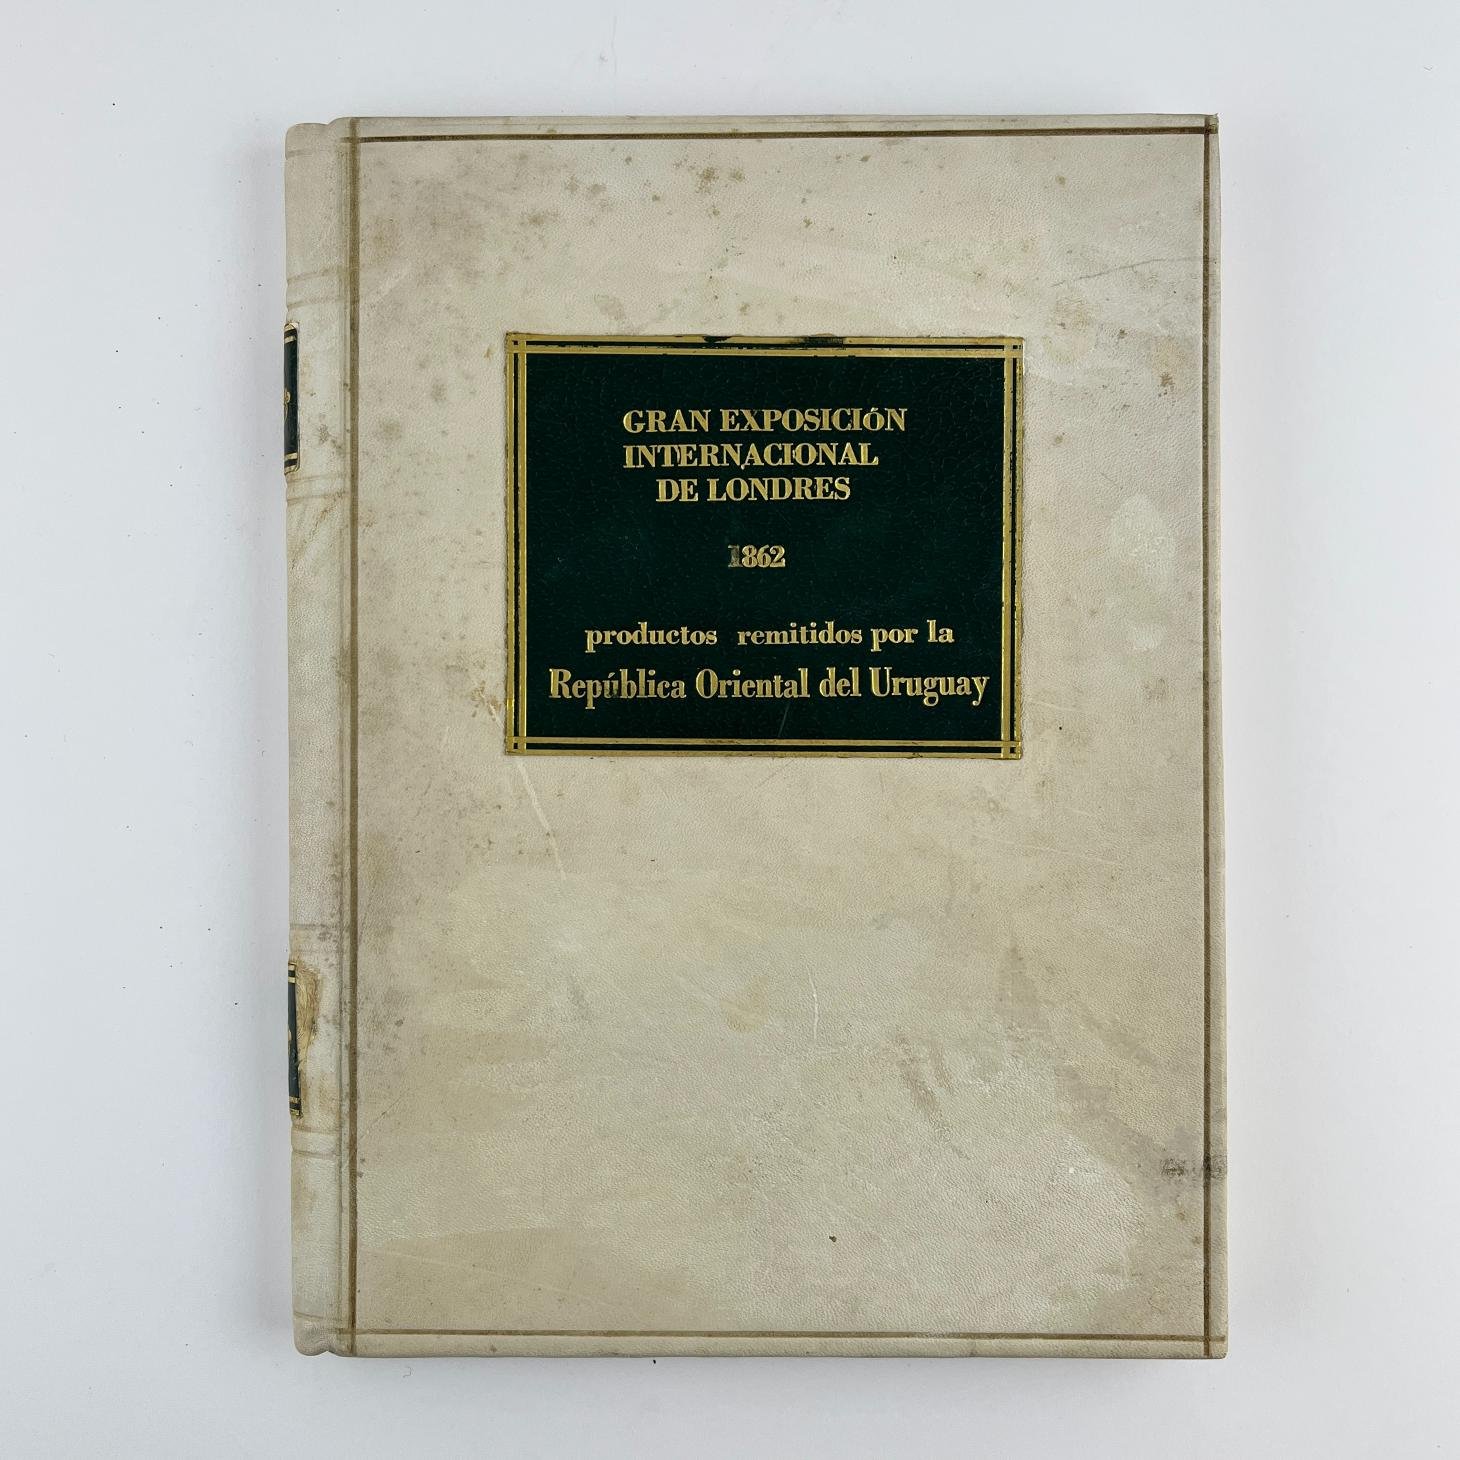 GRAN EXPOSICIÓN
INTERNACIONAL
DE LONDRES
1862
productos remitidos por la
República Oriental del Uruguay